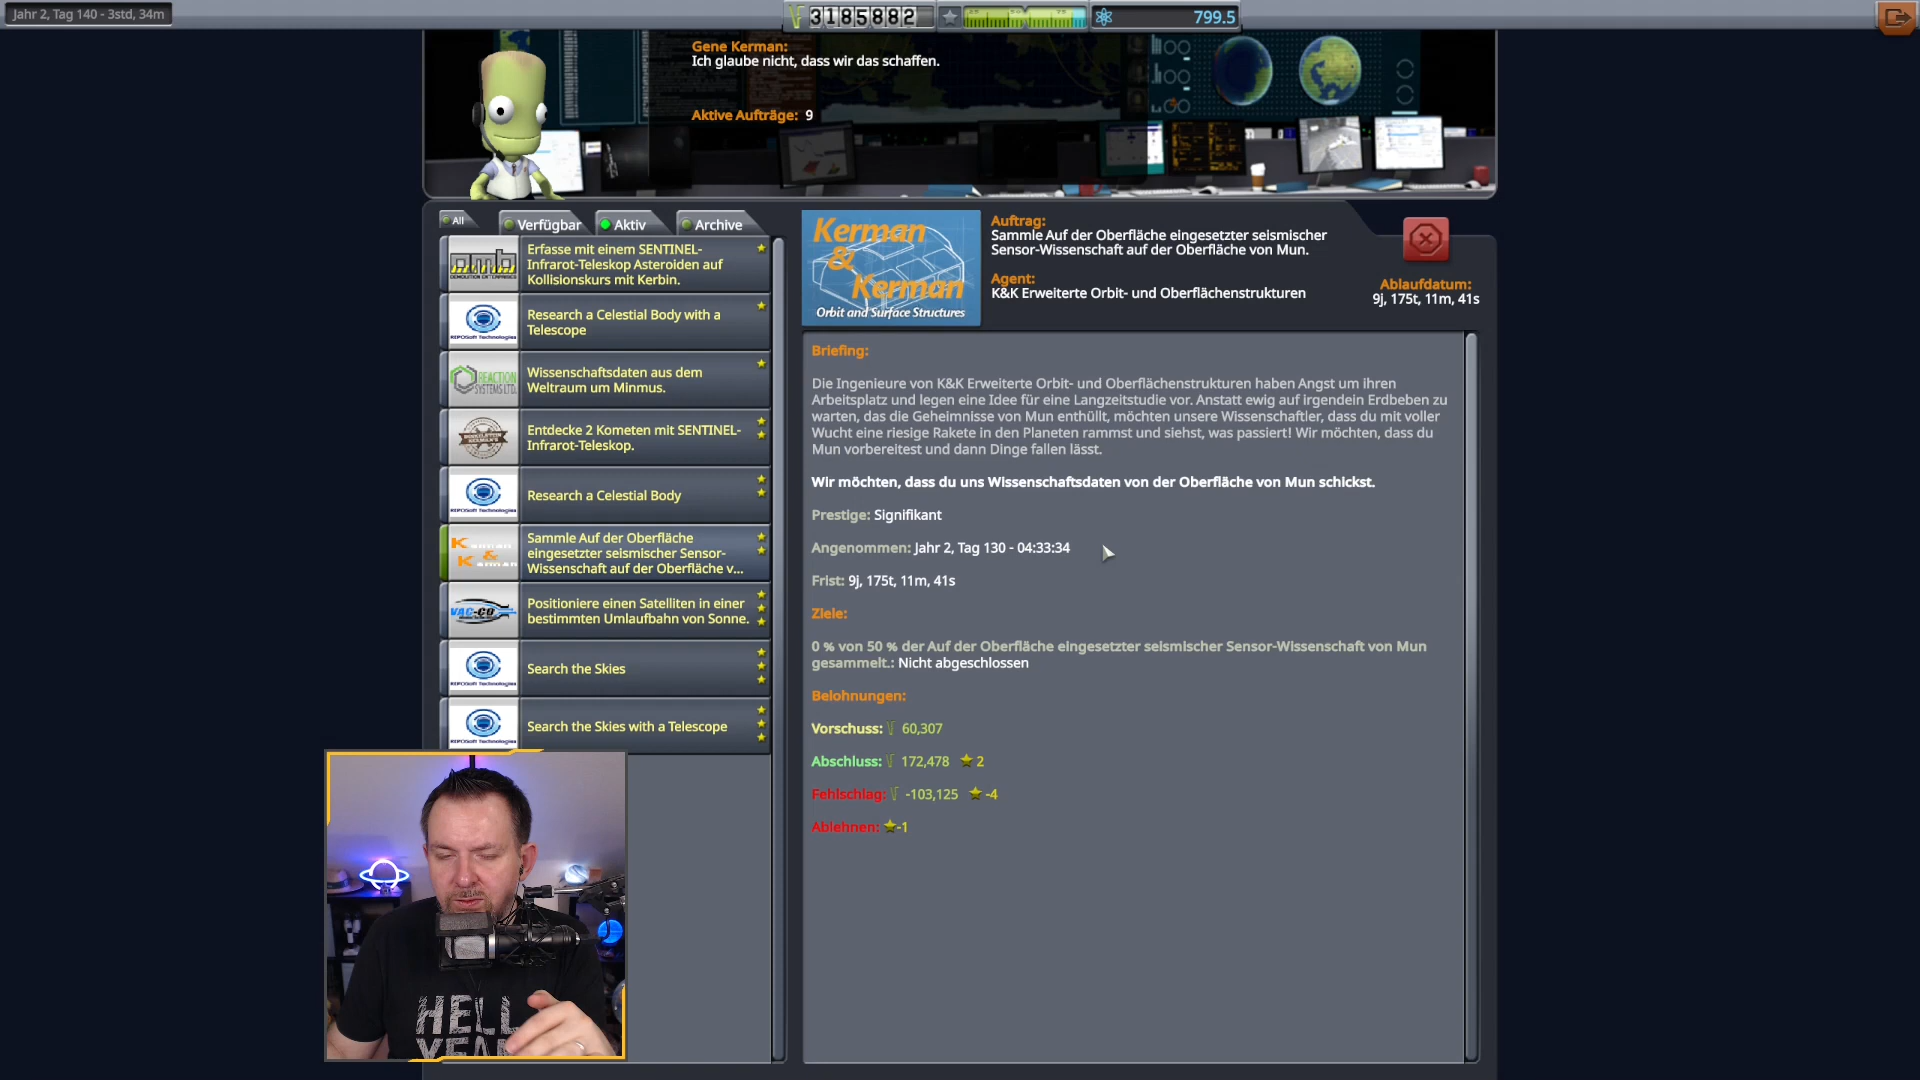 Jahr 2, Tag 140 - 3std, 34m
3185882
799.5
Gene Kerman:
Ich glaube nicht, dass wir das schaffen.
Aktive Aufträge: 9
All
Verfügbar
Aktiv
Archive
Erfasse mit einem SENTINEL-
Infrarot-Teleskop Asteroiden auf
Kollisionskurs mit Kerbin.
Research a Celestial Body with a
Telescope
REACTION
SYSTEMS LTD.
Wissenschaftsdaten aus dem
Weltraum um Minmus.
Entdecke 2 Kometen mit SENTINEL-
Infrarot-Teleskop.
Research a Celestial Body
Sammle Auf der Oberfläche
eingesetzter seismischer Sensor-
Wissenschaft auf der Oberfläche v...
VAC-CO
Positioniere einen Satelliten in einer
bestimmten Umlaufbahn von Sonne.
Search the Skies
Search the Skies with a Telescope
Kerman
&
Kerman
Orbit and Surface Structures
Auftrag:
Sammle Auf der Oberfläche eingesetzter seismischer
Sensor-Wissenschaft auf der Oberfläche von Mun.
Agent:
K&K Erweiterte Orbit- und Oberflächenstrukturen
Ablaufdatum:
9j, 175t, 11m, 41s
Briefing:
Die Ingenieure von K&K Erweiterte Orbit- und Oberflächenstrukturen haben Angst um ihren
Arbeitsplatz und legen eine Idee für eine Langzeitstudie vor. Anstatt ewig auf irgendein Erdbeben zu
warten, das die Geheimnisse von Mun enthüllt, möchten unsere Wissenschaftler, dass du mit voller
Wucht eine riesige Rakete in den Planeten rammst und siehst, was passiert! Wir möchten, dass du
Mun vorbereitest und dann Dinge fallen lässt.
Wir möchten, dass du uns Wissenschaftsdaten von der Oberfläche von Mun schickst.
Prestige: Signifikant
Angenommen: Jahr 2, Tag 130 - 04:33:34
Frist: 9j, 175t, 11m, 41s
Ziele:
0 % von 50 % der Auf der Oberfläche eingesetzter seismischer Sensor-Wissenschaft von Mun
gesammelt.: Nicht abgeschlossen
Belohnungen:
Vorschuss: 60,307
Abschluss: 172,478 2
Fehlschlag: -103,125 -4
Ablehnen: -1
HELL
YEAH